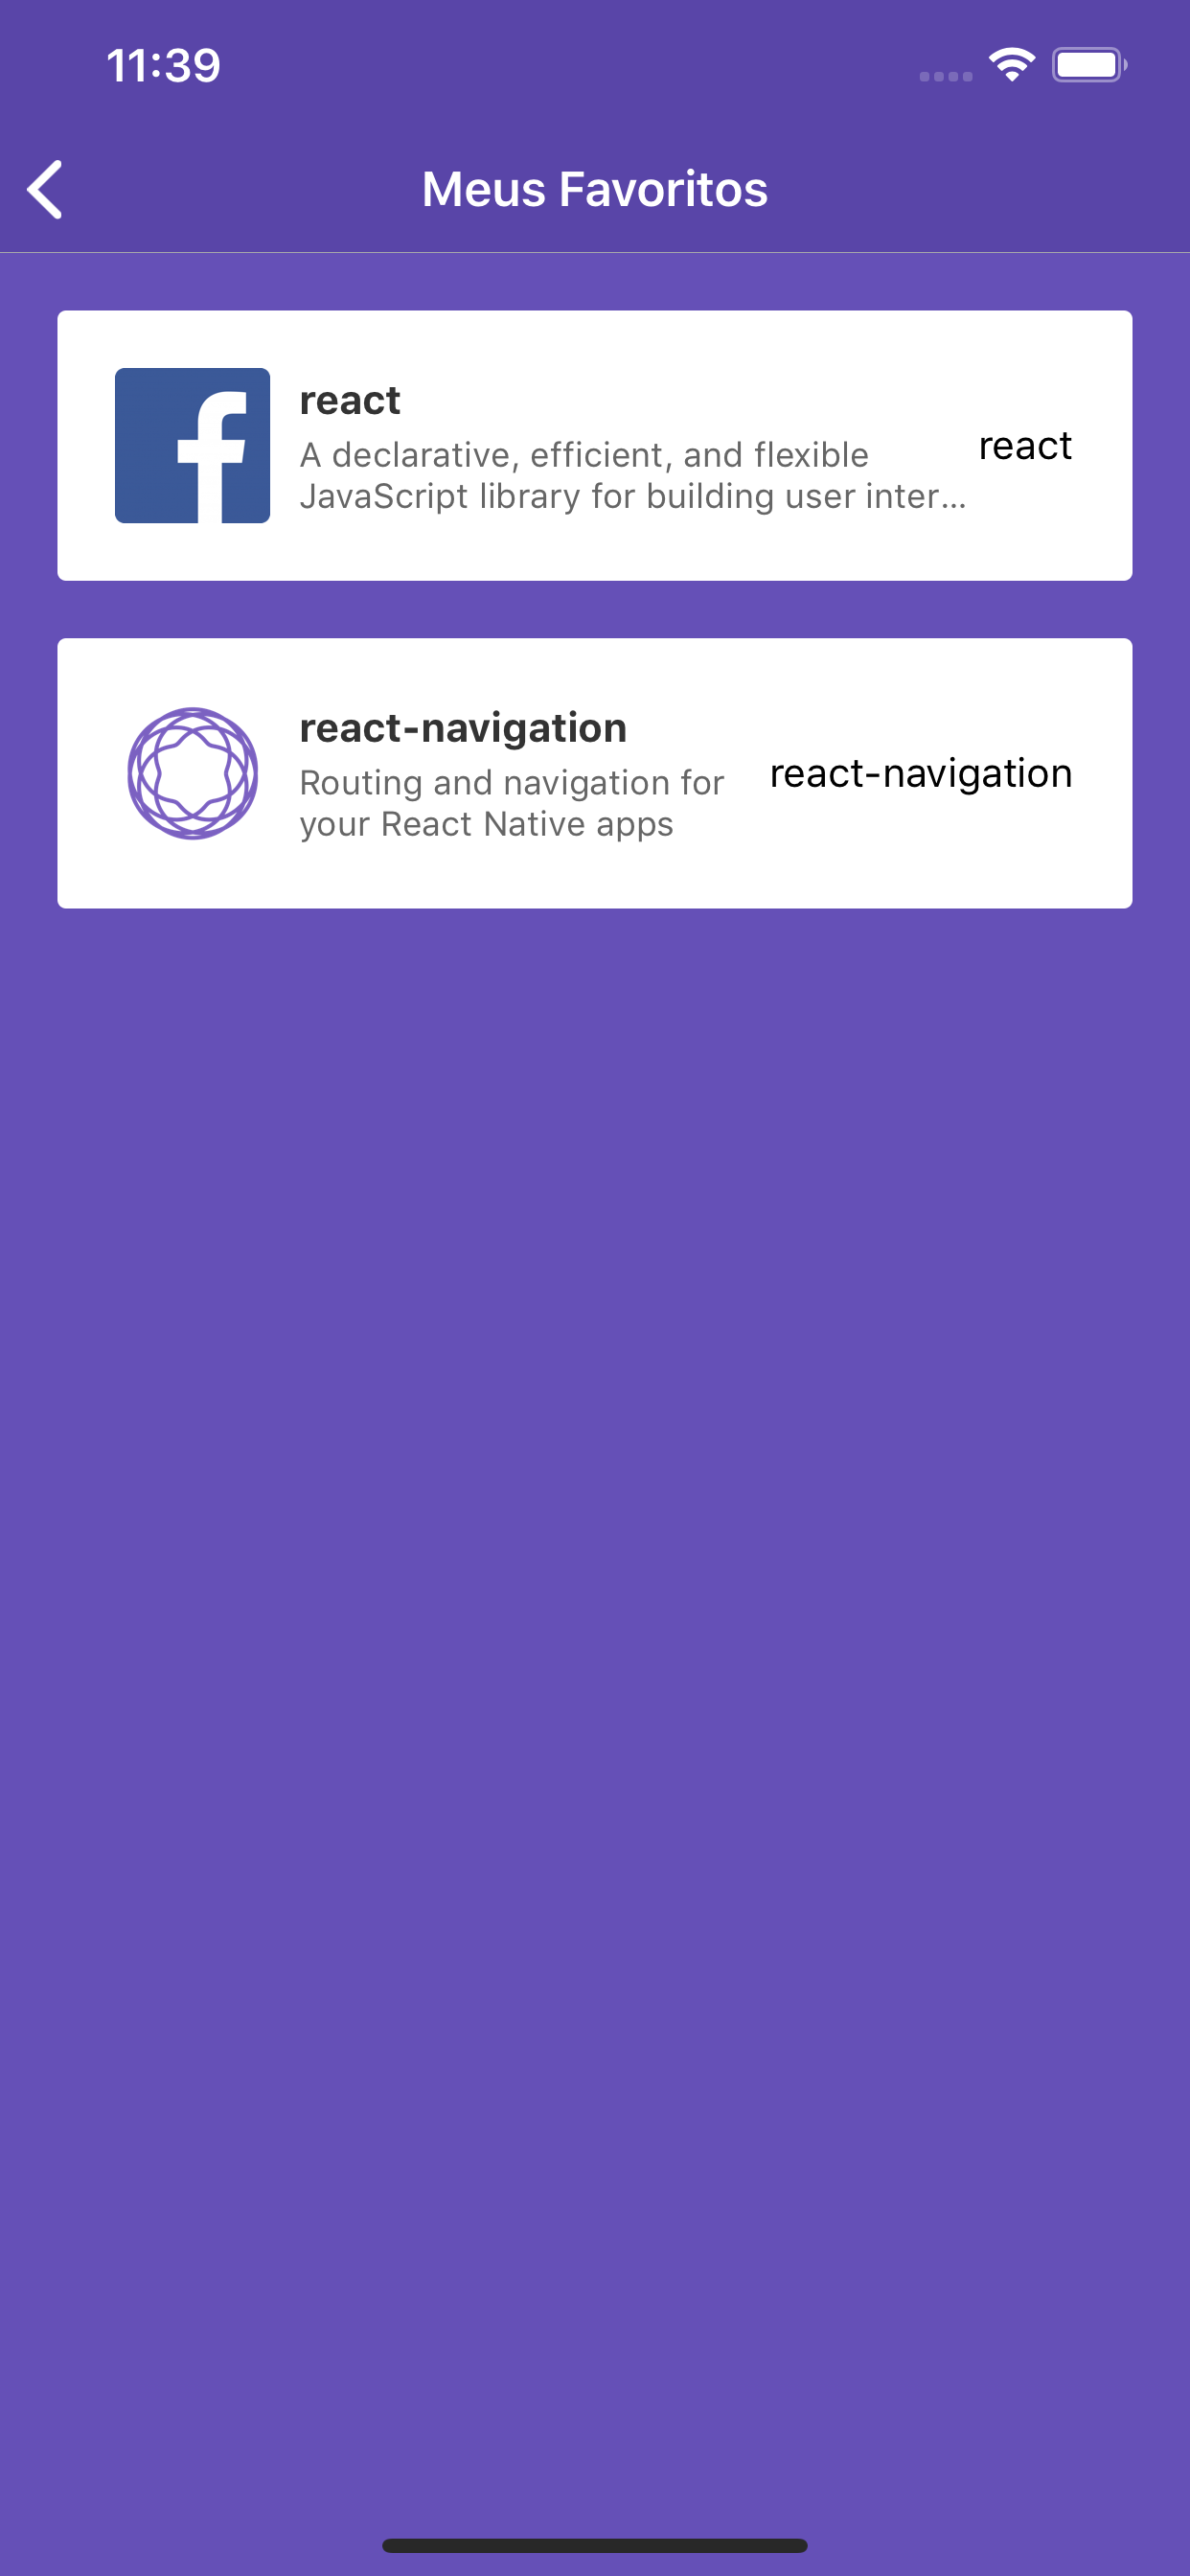 11:39
Meus Favoritos
react
A declarative, efficient, and flexible
JavaScript library for building user inter...
react
react-navigation
Routing and navigation for
your React Native apps
react-navigation